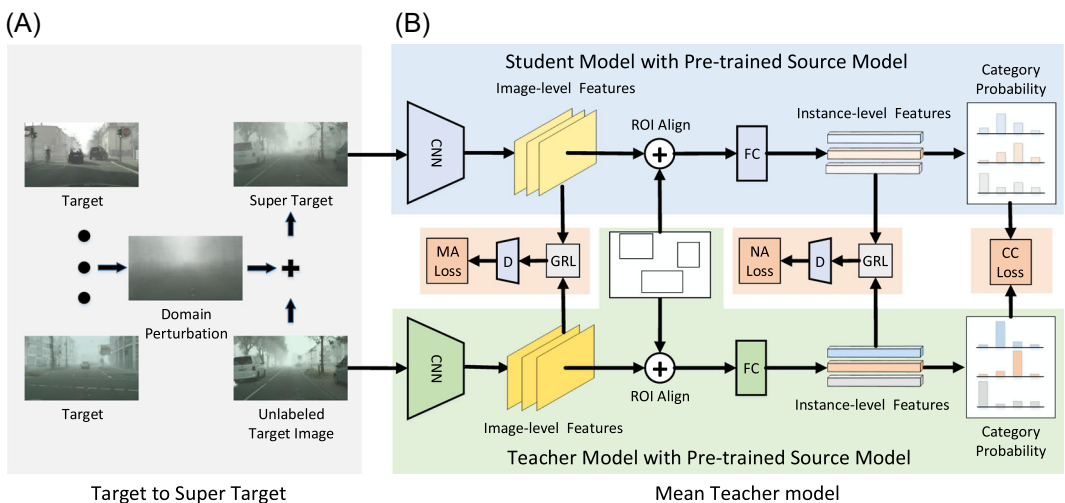 (A)
(B)
Target
Super Target
Domain
Perturbation
Target
Unlabeled
Target Image
Target to Super Target
Student Model with Pre-trained Source Model
Image-level Features
CNN
ROI Align
FC
Instance-level Features
Category
Probability
MA
Loss
D
GRL
NA
Loss
D
GRL
CC
Loss
CNN
Image-level Features
ROI Align
FC
Instance-level Features
Category
Probability
Teacher Model with Pre-trained Source Model
Mean Teacher model